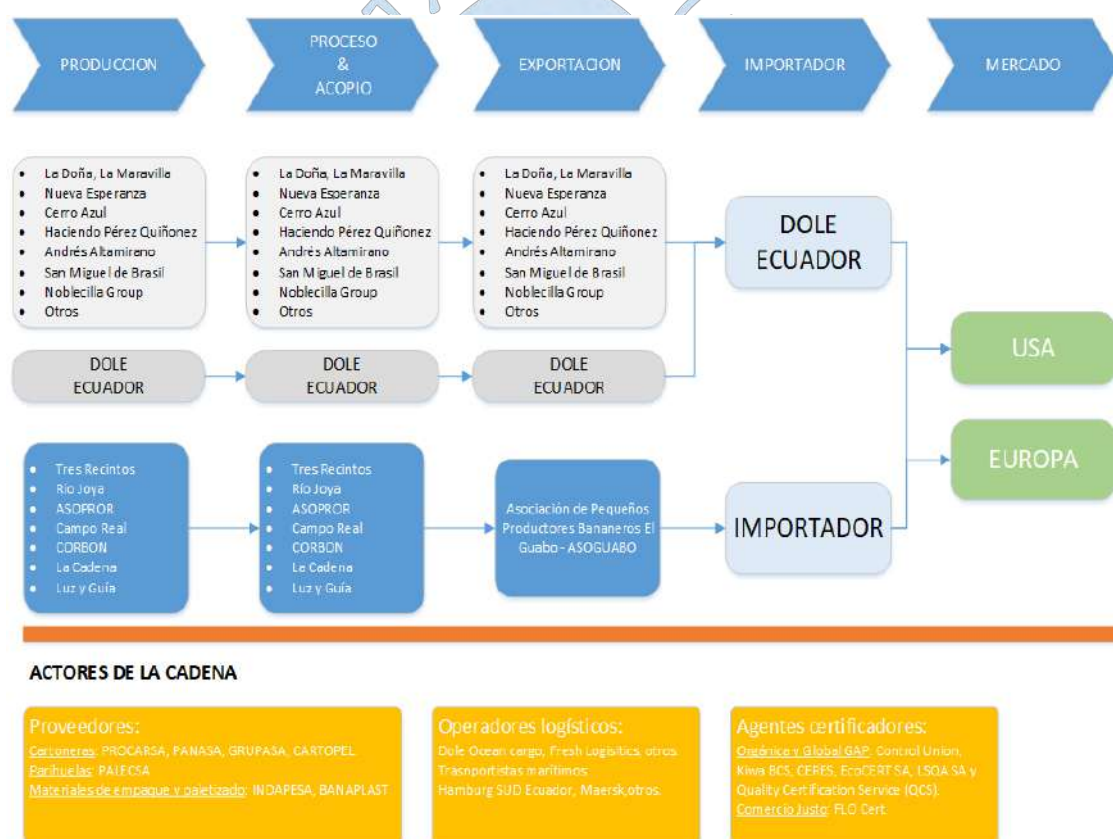 PRODUCCION
PROCESO
&
ACOPIO
EXPORTACION
IMPORTADOR
MERCADO
• La Doña, La Maravilla
• Nueva Esperanza
• Cerro Azul
• Haciendo Pérez Quiñonez
• Andrés Altamirano
• San Miguel de Brasil
• Noblecilla Group
• Otros
• La Doña, La Maravilla
• Nueva Esperanza
• Cerro Azul
• Haciendo Pérez Quiñonez
• Andrés Altamirano
• San Miguel de Brasil
• Noblecilla Group
• Otros
• La Doña, La Maravilla
• Nueva Esperanza
• Cerro Azul
• Haciendo Pérez Quiñonez
• Andrés Altamirano
• San Miguel de Brasil
• Noblecilla Group
• Otros
DOLE
ECUADOR
DOLE
ECUADOR
DOLE
ECUADOR
DOLE
ECUADOR
USA
EUROPA
• Tres Recintos
• Río Joya
• ASOPROR
• Campo Real
• CORBON
• La Cadena
• Luz y Guía
• Tres Recintos
• Río Joya
• ASOPROR
• Campo Real
• CORBON
• La Cadena
• Luz y Guía
Asociación de Pequeños
Productores Bananeros El
Guabo - ASOGUABO
IMPORTADOR
ACTORES DE LA CADENA
Proveedores:
Cartoneras: PROCARSA, PANASA, GRUPASA, CARTOPEL
Parihuelas: PALECSA
Materiales de empaque y paletizado: INDAPESA, BANAPLAST
Operadores logísticos:
Dole Ocean cargo, Fresh Logisitics, otros.
Trasnportistas marítimos:
Hamburg SUD Ecuador, Maersk,otros.
Agentes certificadores:
Orgánica y Global GAP: Control Union,
Kiwa BCS, CERES, EcoCERT SA, LSQA SA y
Quality Certification Service (QCS).
Comercio Justo: FLO Cert.